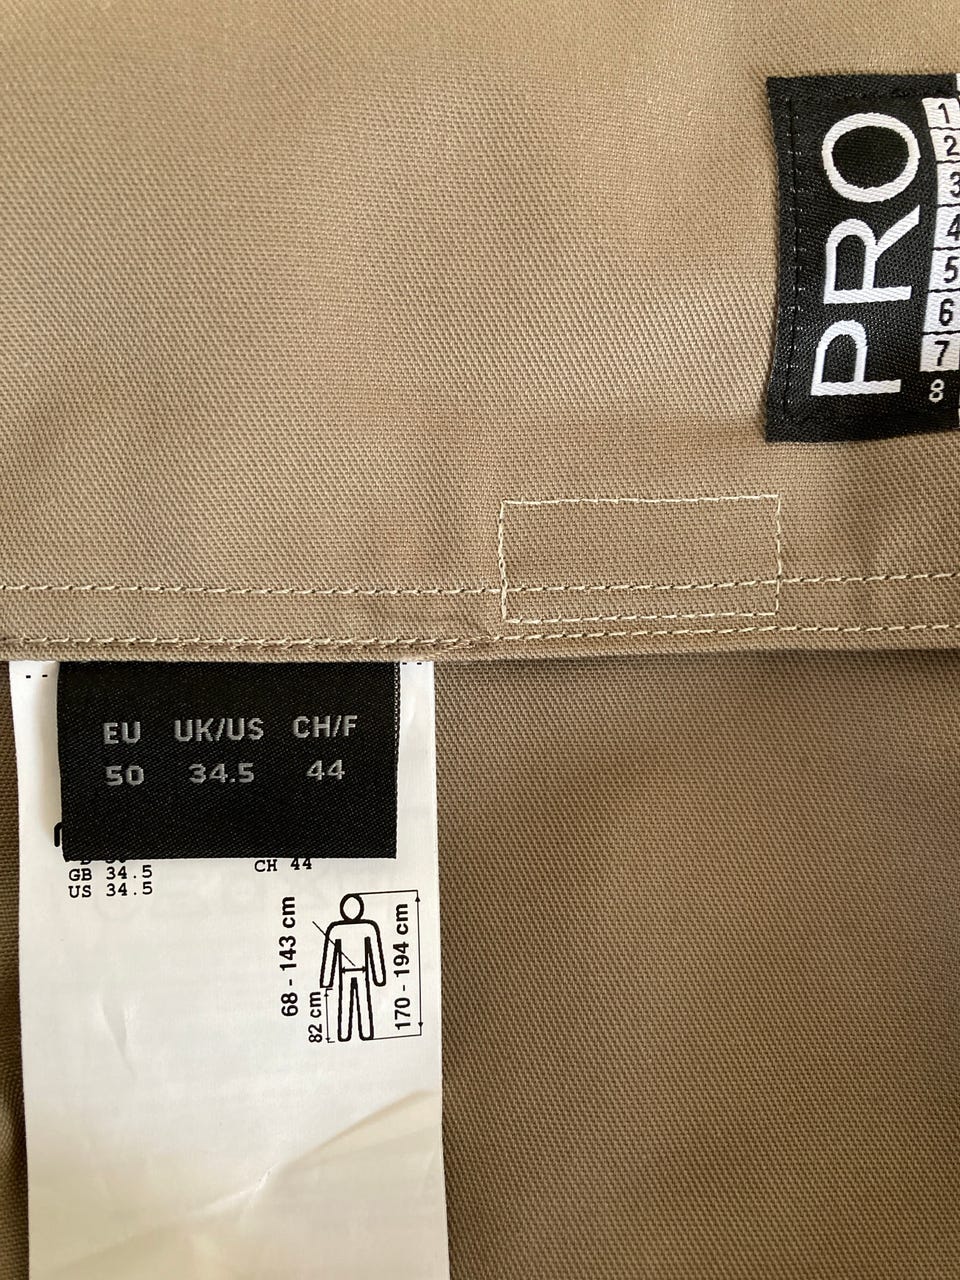 PRO
1
2
3
4
5
6
7
8
EU UK/US CH/F
50 34.5 44
GB 34.5
US 34.5
CH 44
68 - 143 cm
82 cm
170 - 194 cm